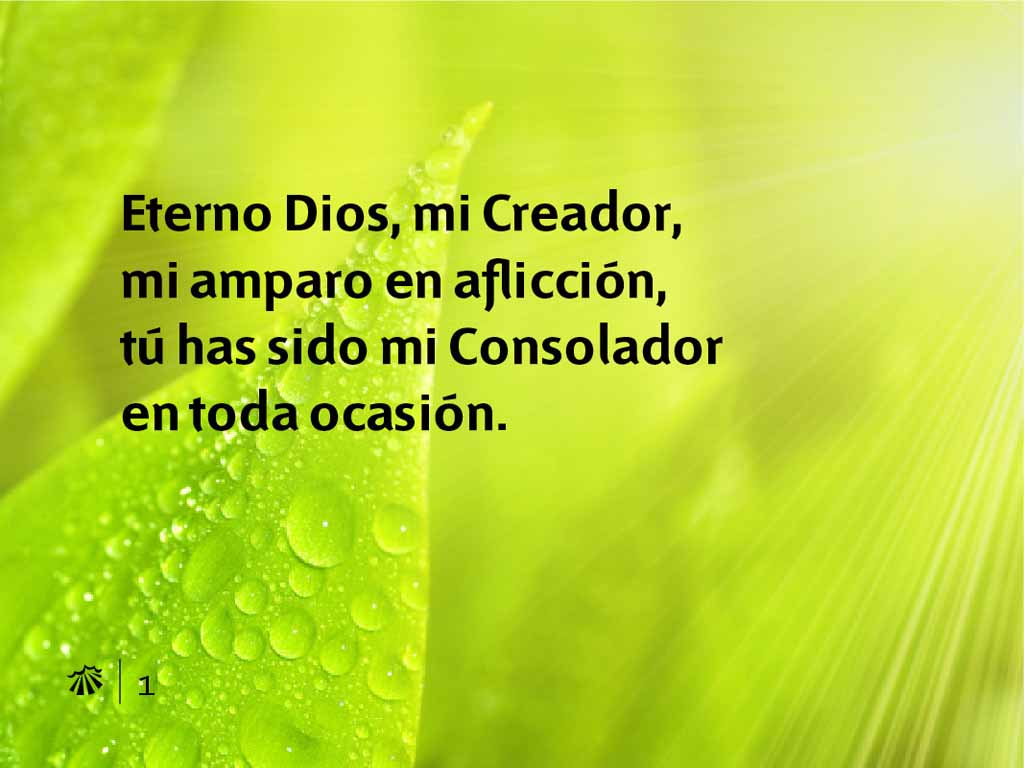 Eterno Dios, mi Creador,
mi amparo en aflicción,
tú has sido mi Consolador
en toda ocasión.
1